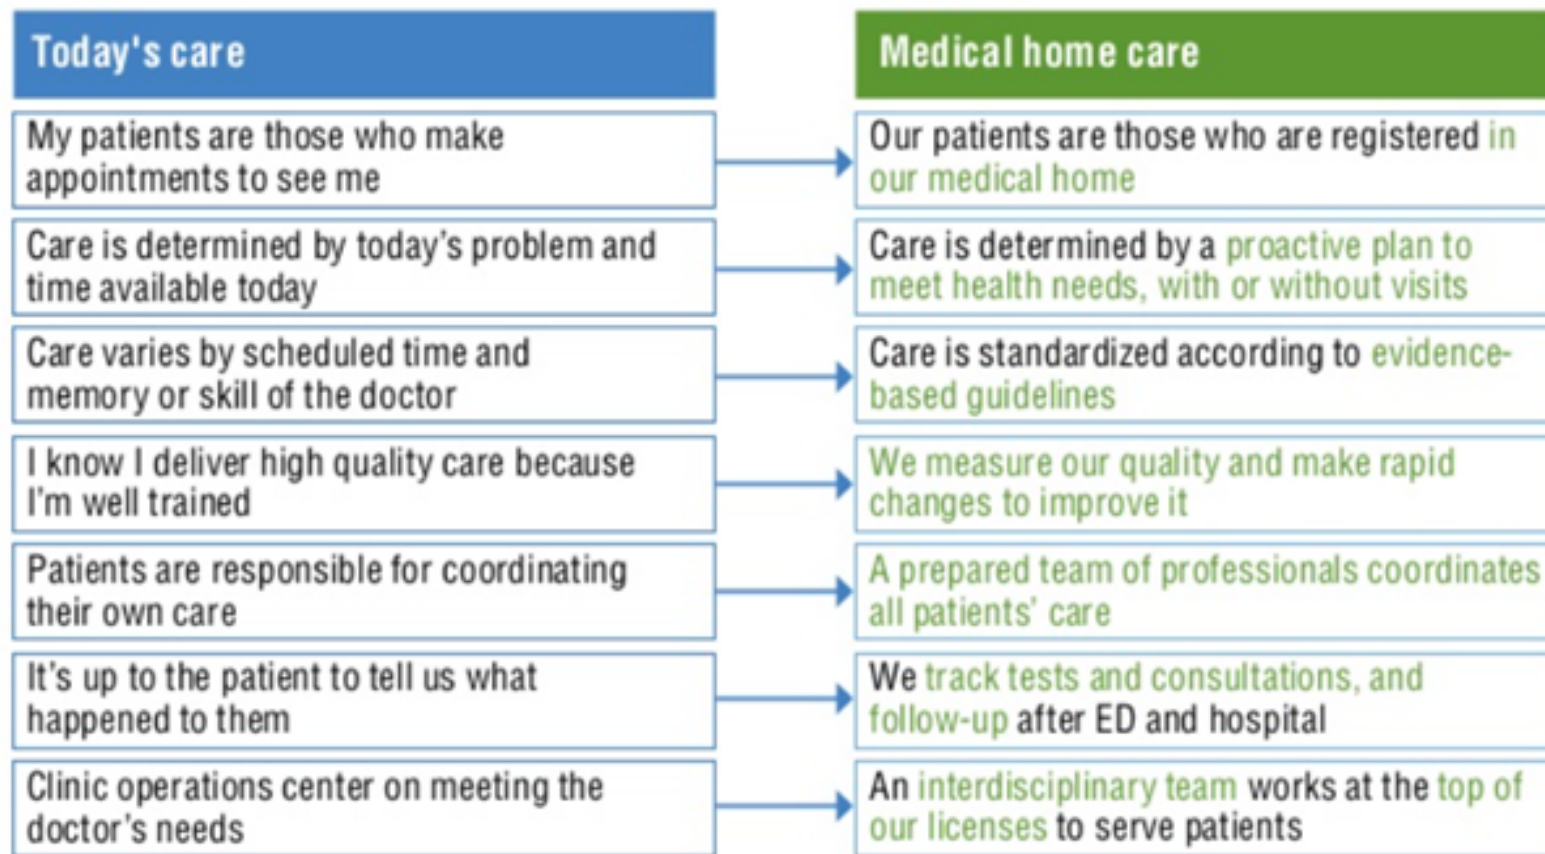 Today's care
Medical home care
My patients are those who make
appointments to see me
Our patients are those who are registered in
our medical home
Care is determined by today's problem and
time available today
Care is determined by a proactive plan to
meet health needs, with or without visits
Care varies by scheduled time and
memory or skill of the doctor
Care is standardized according to evidence-
based guidelines
I know I deliver high quality care because
I'm well trained
We measure our quality and make rapid
changes to improve it
Patients are responsible for coordinating
their own care
A prepared team of professionals coordinates
all patients' care
It's up to the patient to tell us what
happened to them
We track tests and consultations, and
follow-up after ED and hospital
Clinic operations center on meeting the
doctor's needs
An interdisciplinary team works at the top of
our licenses to serve patients